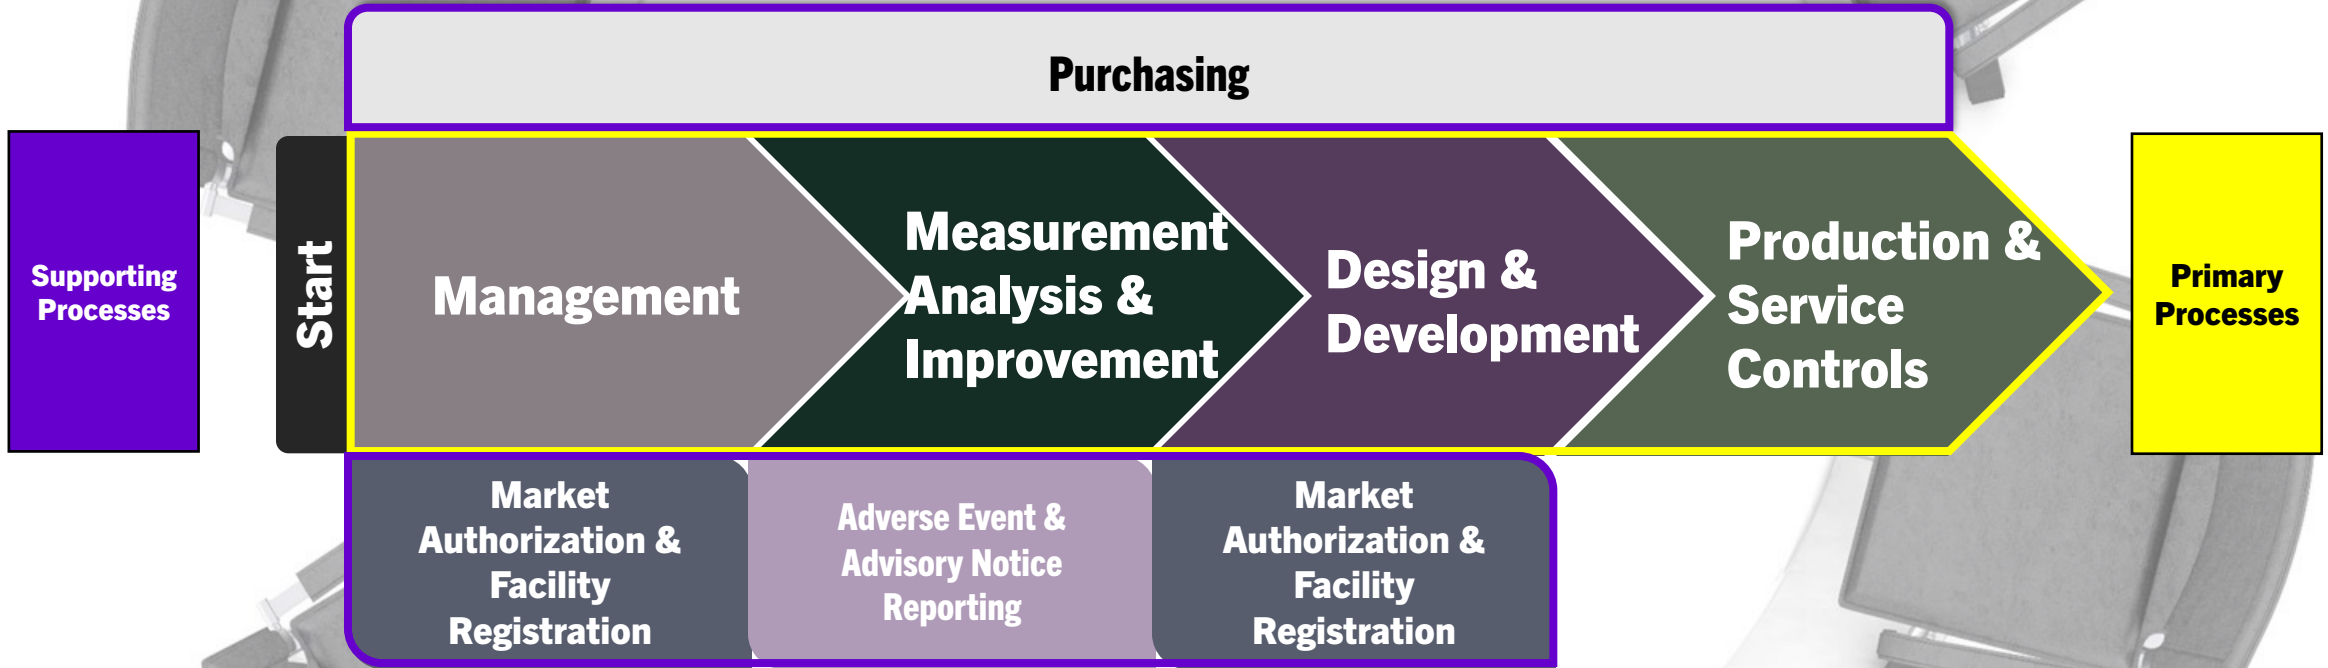 Purchasing
Supporting
Processes
Start
Management
Measurement
Analysis &
Improvement
Design &
Development
Production &
Service
Controls
Primary
Processes
Market
Authorization &
Facility
Registration
Adverse Event &
Advisory Notice
Reporting
Market
Authorization &
Facility
Registration